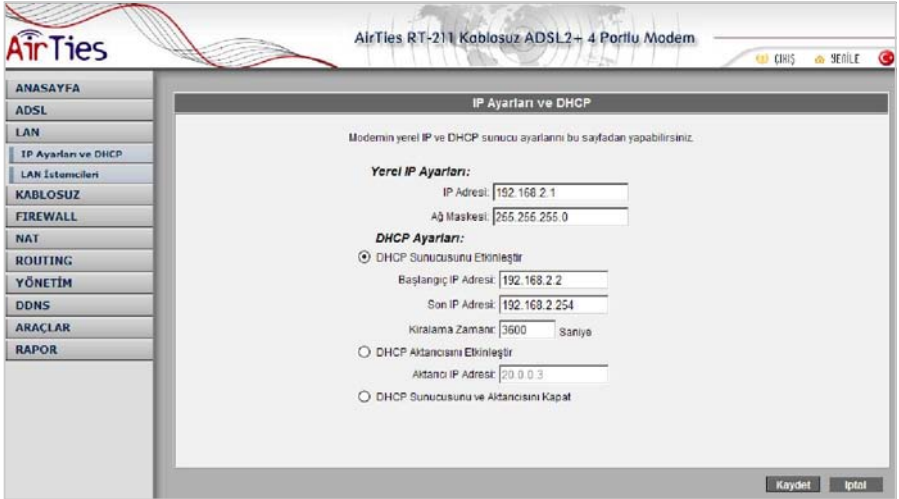 AirTies
AirTies RT-211 Kablosuz ADSL2+ 4 Portlu Modem
ÇIKIŞ YENİLE
ANASAYFA
ADSL
LAN
IP Ayarları ve DHCP
LAN İstemcileri
KABLOSUZ
FIREWALL
NAT
ROUTING
YÖNETİM
DDNS
ARAÇLAR
RAPOR
IP Ayarları ve DHCP
Modemin yerel IP ve DHCP sunucu ayarlarını bu sayfadan yapabilirsiniz.
Yerel IP Ayarları:
IP Adresi: 192.168.2.1
Ağ Maskesi: 255.255.255.0
DHCP Ayarları:
DHCP Sunucusunu Etkinleştir
Başlangıç IP Adresi: 192.168.2.2
Son IP Adresi: 192.168.2.254
Kiralama Zamanı: 3600 Saniye
DHCP Aktarıcısını Etkinleştir
Aktarıcı IP Adresi: 20.0.0.3
DHCP Sunucusunu ve Aktarıcısını Kapat
Kaydet İptal